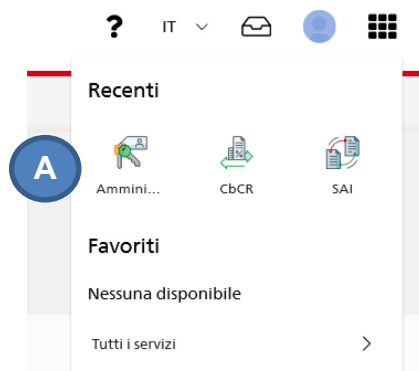 ? IT
Recenti
A
Ammini... CbCR SAI
Favoriti
Nessuna disponibile
Tutti i servizi